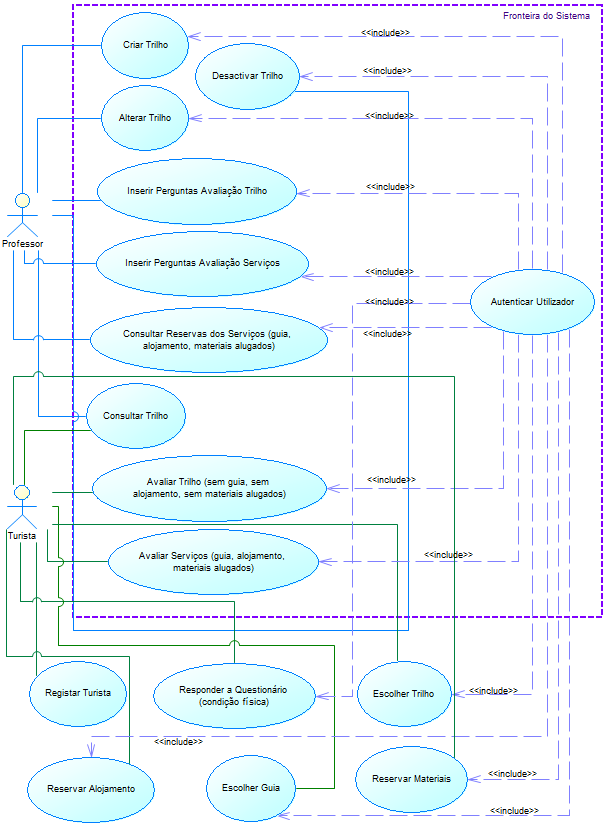 Fronteira do Sistema
<<include>>
Criar Trilho
<<include>>
Desactivar Trilho
<<include>>
Alterar Trilho
<<include>>
Inserir Perguntas Avaliação Trilho
Professor
Inserir Perguntas Avaliação Serviços
<<include>>
<<include>>
Autenticar Utilizador
Consultar Reservas dos Serviços (guia,
alojamento, materiais alugados)
<<include>>
Consultar Trilho
Avaliar Trilho (sem guia, sem
alojamento, sem materiais alugados)
<<include>>
Turista
Avaliar Serviços (guia, alojamento,
materiais alugados)
<<include>>
Registar Turista
Responder a Questionário
(condição física)
Escolher Trilho
<<include>>
<<include>>
Reservar Alojamento
Escolher Guia
Reservar Materiais
<<include>>
<<include>>